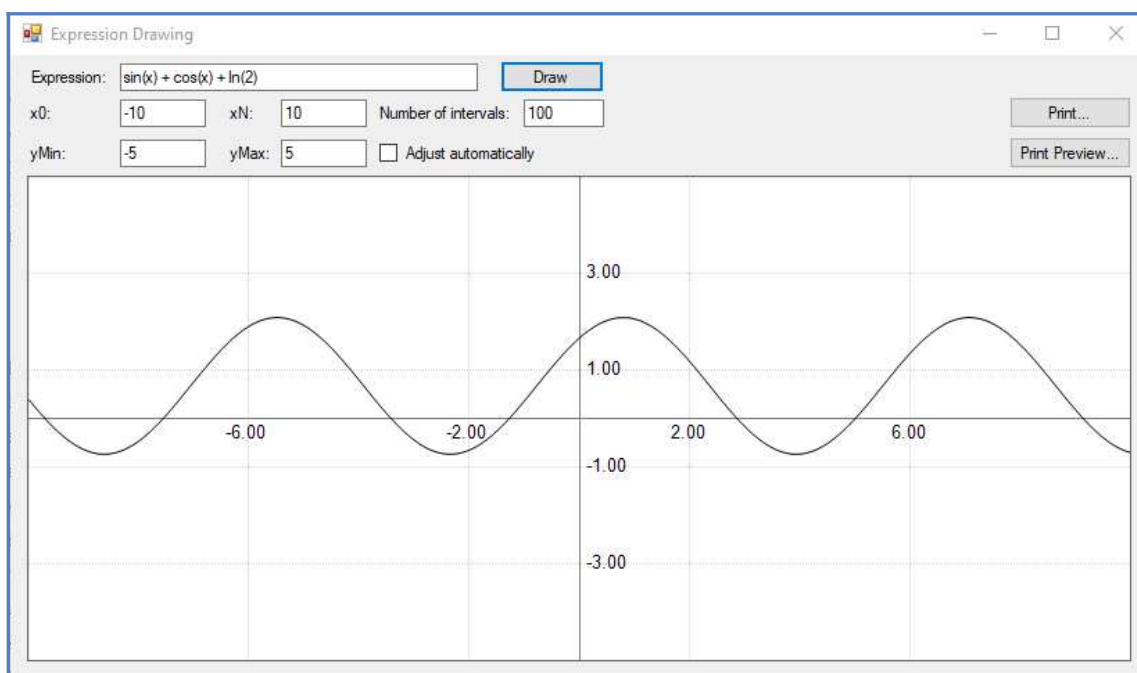 Expression Drawing
Expression: sin(x) + cos(x) + ln(2) Draw
x0: -10 xN: 10 Number of intervals: 100 Print...
yMin: -5 yMax: 5 Adjust automatically Print Preview...
3.00
1.00
-6.00 -2.00 2.00 6.00
-1.00
-3.00